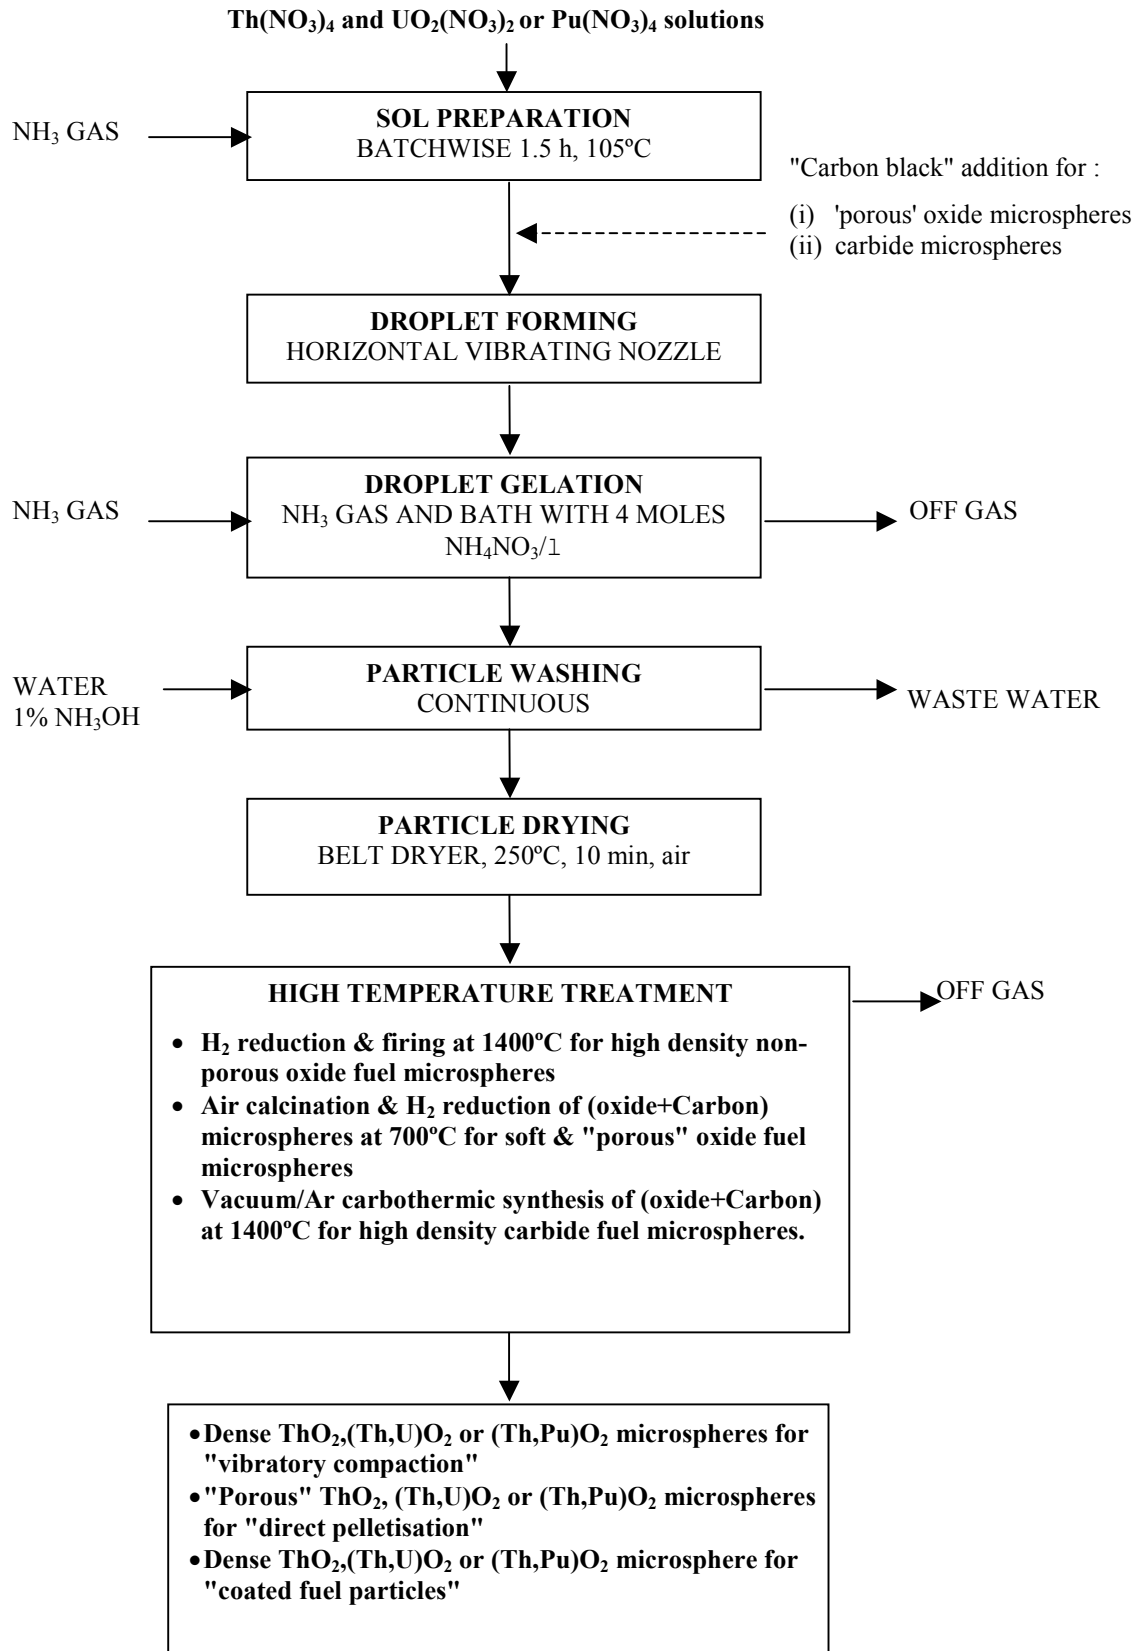 Th(NO₃)₄ and UO₂(NO₃)₂ or Pu(NO₃)₄ solutions
NH₃ GAS
SOL PREPARATION
BATCHWISE 1.5 h, 105ºC
"Carbon black" addition for :
(i) 'porous' oxide microspheres
(ii) carbide microspheres
DROPLET FORMING
HORIZONTAL VIBRATING NOZZLE
NH₃ GAS
DROPLET GELATION
NH₃ GAS AND BATH WITH 4 MOLES
NH₄NO₃/l
OFF GAS
WATER
1% NH₃OH
PARTICLE WASHING
CONTINUOUS
WASTE WATER
PARTICLE DRYING
BELT DRYER, 250ºC, 10 min, air
HIGH TEMPERATURE TREATMENT
OFF GAS
• H₂ reduction & firing at 1400ºC for high density non-
porous oxide fuel microspheres
• Air calcination & H₂ reduction of (oxide+Carbon)
microspheres at 700ºC for soft & "porous" oxide fuel
microspheres
• Vacuum/Ar carbothermic synthesis of (oxide+Carbon)
at 1400ºC for high density carbide fuel microspheres.
•Dense ThO₂,(Th,U)O₂ or (Th,Pu)O₂ microspheres for
"vibratory compaction"
•"Porous" ThO₂, (Th,U)O₂ or (Th,Pu)O₂ microspheres
for "direct pelletisation"
•Dense ThO₂,(Th,U)O₂ or (Th,Pu)O₂ microsphere for
"coated fuel particles"